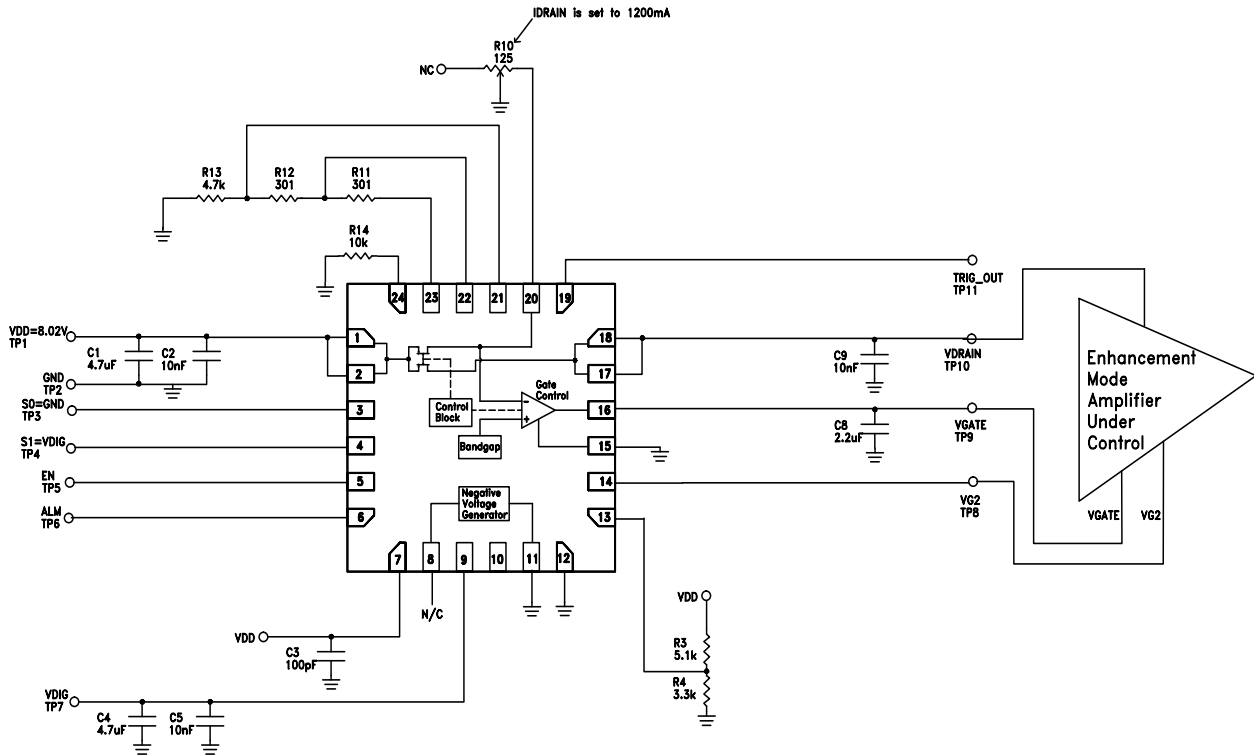 IDRAIN is set to 1200mA
R10
125
NC
R13
4.7k
R12
301
R11
301
R14
10k
24
23
22
21
20
19
TRIG_OUT
TP11
VDD=8.02V
TP1
C1
4.7uF
C2
10nF
GND
TP2
S0=GND
TP3
S1=VDIG
TP4
EN
TP5
ALM
TP6
1
2
3
4
5
6
Control
Block
Gate
Control
-
+
Bandgap
Negative
Voltage
Generator
18
17
16
15
14
13
C9
10nF
VDRAIN
TP10
C8
2.2uF
VGATE
TP9
VG2
TP8
Enhancement
Mode
Amplifier
Under
Control
VGATE
VG2
7
8
9
10
11
12
N/C
VDD
C3
100pF
VDIG
TP7
C4
4.7uF
C5
10nF
VDD
R3
5.1k
R4
3.3k